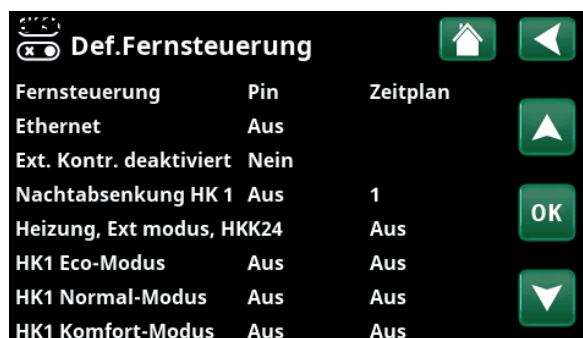 Def.Fernsteuerung
Fernsteuerung Pin Zeitplan
Ethernet Aus
Ext. Kontr. deaktiviert Nein
Nachtabsenkung HK 1 Aus 1
Heizung, Ext modus, HKK24 Aus
HK1 Eco-Modus Aus Aus
HK1 Normal-Modus Aus Aus
HK1 Komfort-Modus Aus Aus
OK